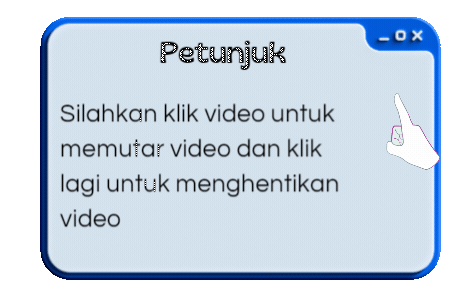 Petunjuk
Silahkan klik video untuk
memutar video dan klik
lagi untuk menghentikan
video